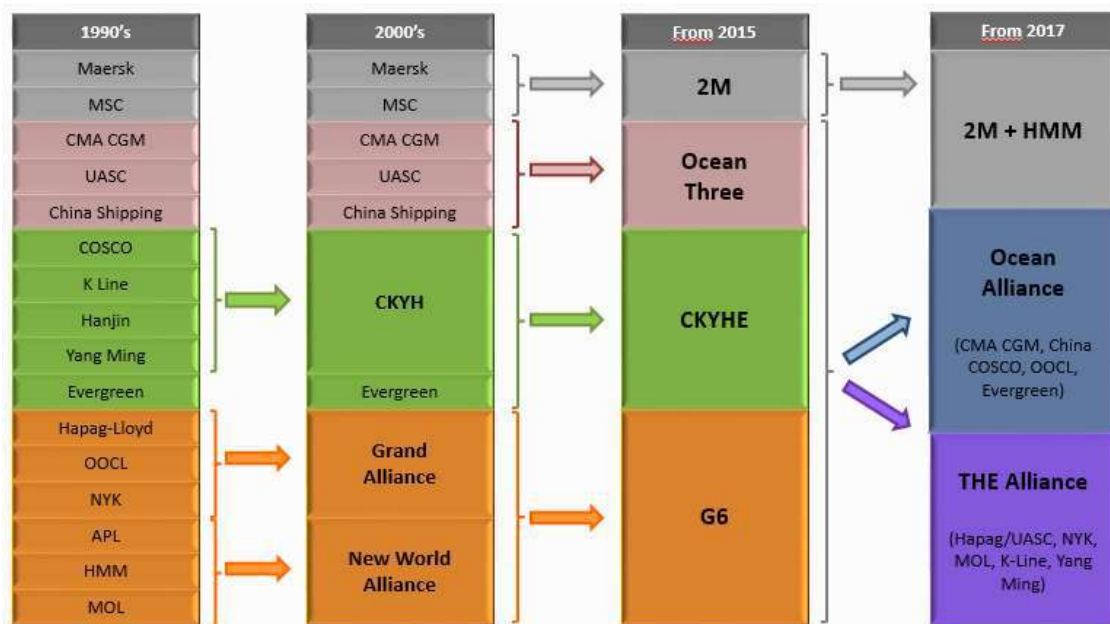 1990's
Maersk
MSC
CMA CGM
UASC
China Shipping
COSCO
K Line
Hanjin
Yang Ming
Evergreen
Hapag-Lloyd
OOCL
NYK
APL
HMM
MOL
2000's
Maersk
MSC
CMA CGM
UASC
China Shipping
CKYH
Evergreen
Grand
Alliance
New World
Alliance
From 2015
2M
Ocean
Three
CKYHE
G6
From 2017
2M + HMM
Ocean
Alliance
(CMA CGM, China
COSCO, OOCL,
Evergreen)
THE Alliance
(Hapag/UASC, NYK,
MOL, K-Line, Yang
Ming)